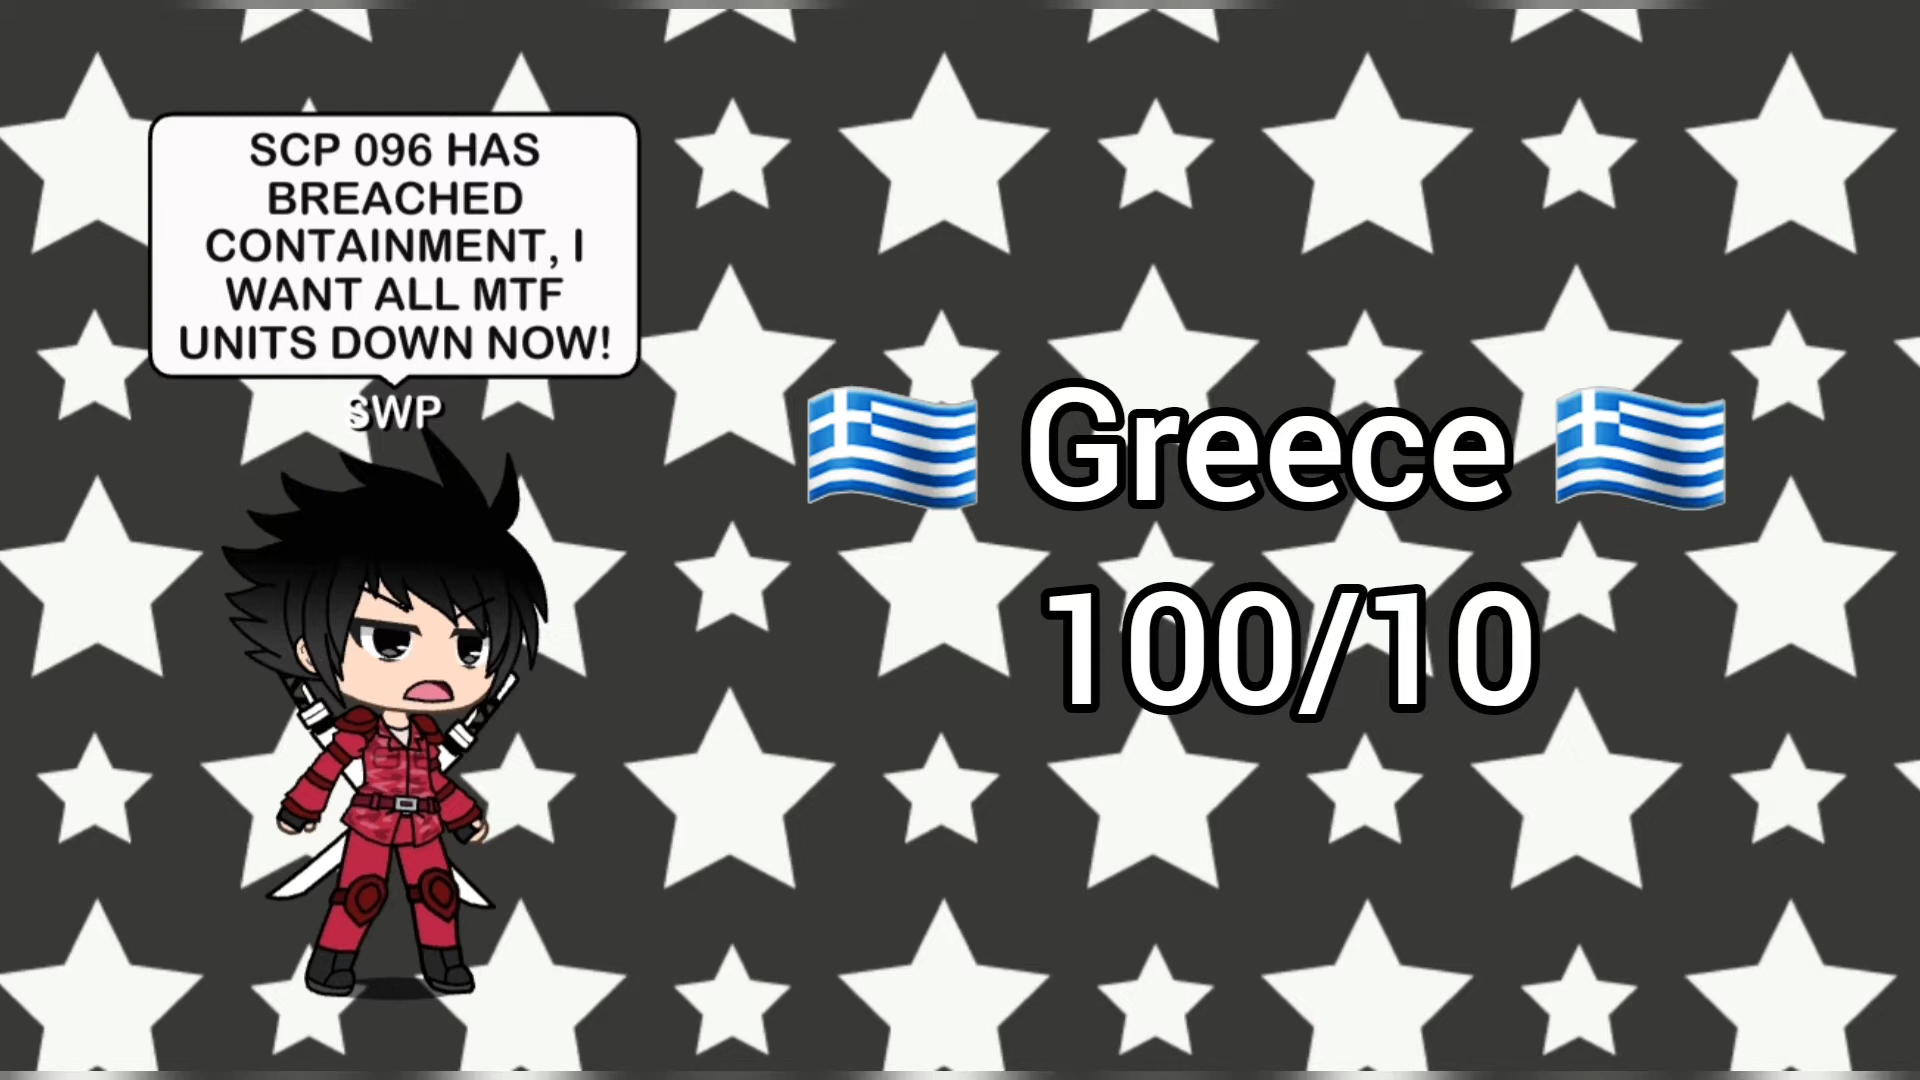 SCP 096 HAS
BREACHED
CONTAINMENT, I
WANT ALL MTF
UNITS DOWN NOW!
SWP
🇬🇷 Greece 🇬🇷
100/10